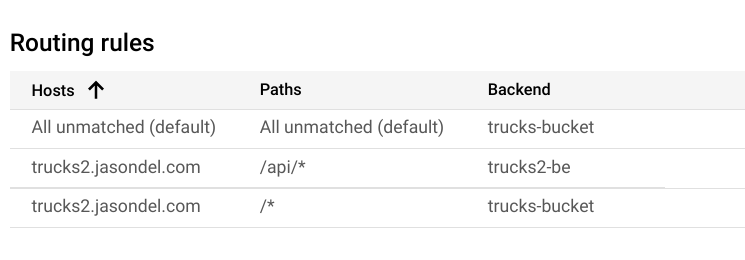 Routing rules
Hosts ↑ Paths Backend
All unmatched (default) All unmatched (default) trucks-bucket
trucks2.jasondel.com /api/* trucks2-be
trucks2.jasondel.com /* trucks-bucket